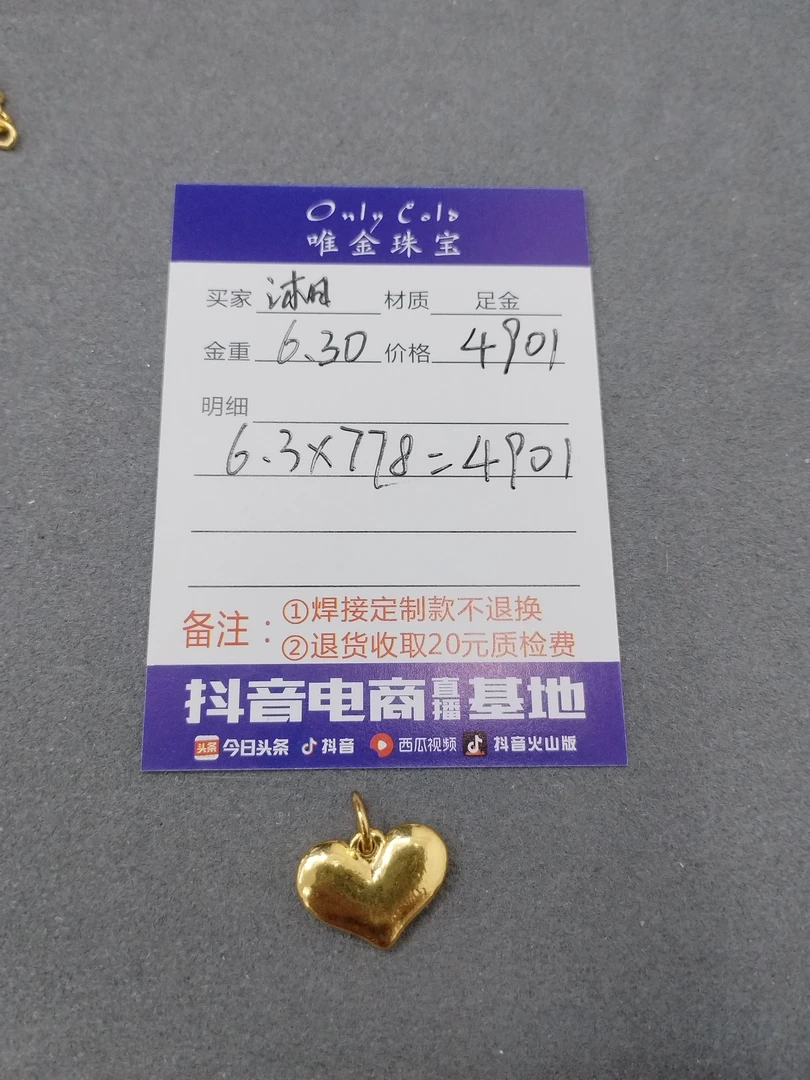 Only Cold
唯金珠宝
买家 沐日 材质 足金
金重 6.30 价格 4901
明细
6.3×778=4901
备注：①焊接定制款不退换
②退货收取20元质检费
抖音电商直播基地
头条 今日头条 抖音 西瓜视频 抖音火山版